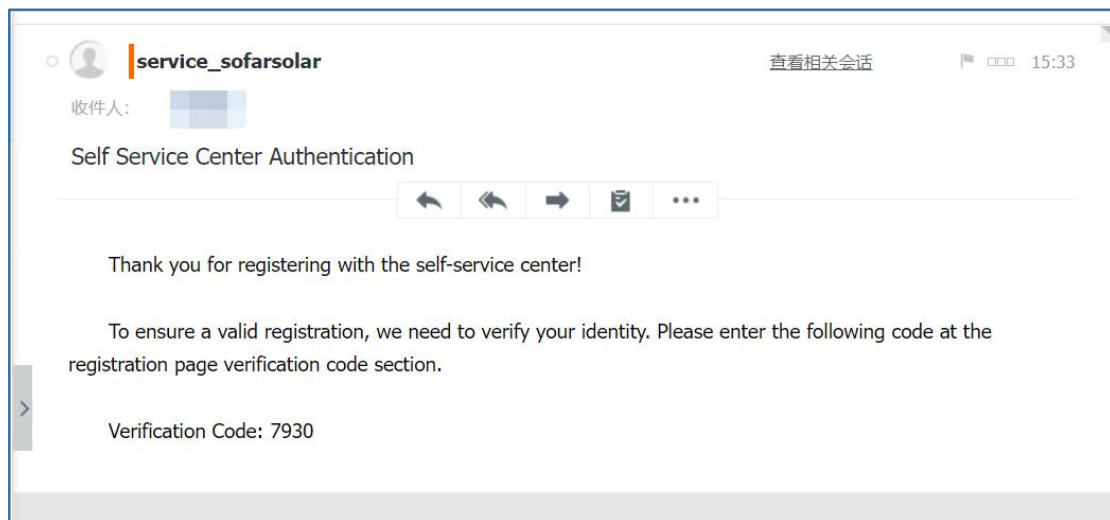 service_sofarsolar
查看相关会话
15:33
收件人:
Self Service Center Authentication
Thank you for registering with the self-service center!
To ensure a valid registration, we need to verify your identity. Please enter the following code at the
registration page verification code section.
Verification Code: 7930